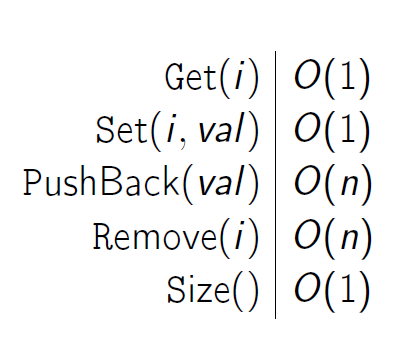 Get(i) O(1)
Set(i, val) O(1)
PushBack(val) O(n)
Remove(i) O(n)
Size() O(1)